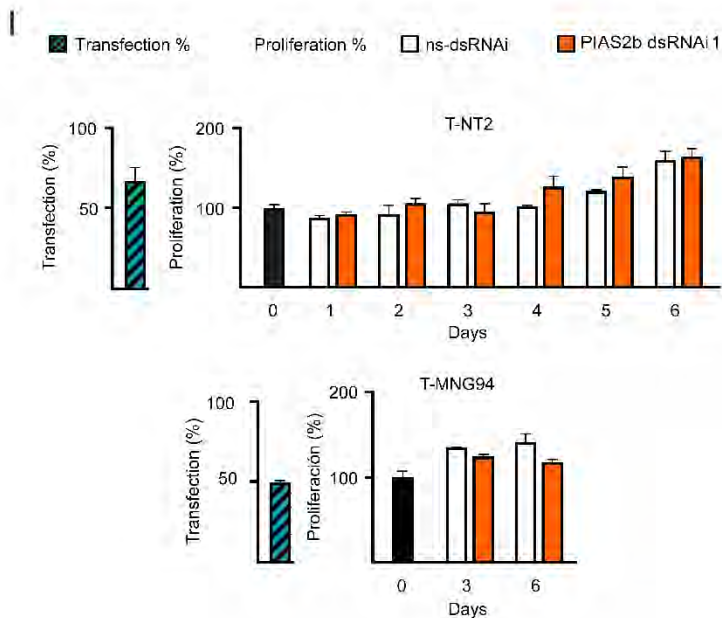 I
Transfection % Proliferation % ns-dsRNAi PIAS2b dsRNAi 1
T-NT2
Transfection (%)
100
50
Proliferation (%)
200
100
0 1 2 3 4 5 6
Days
T-MNG94
Transfection (%)
100
50
Proliferación (%)
200
100
0 3 6
Days